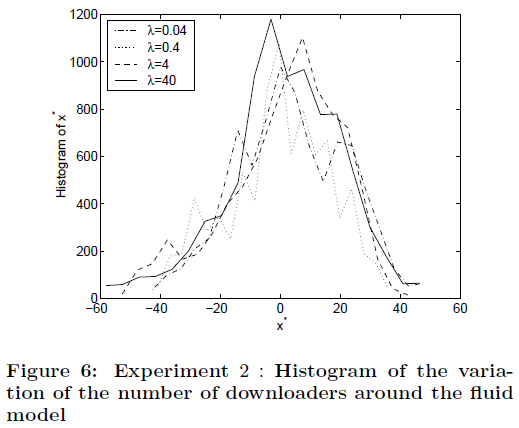 λ=0.04
λ=0.4
λ=4
λ=40
1200
1000
800
600
400
200
0
Histogram of x*
−60 −40 −20 0 20 40 60
x*
Figure 6: Experiment 2 : Histogram of the varia-
tion of the number of downloaders around the fluid
model